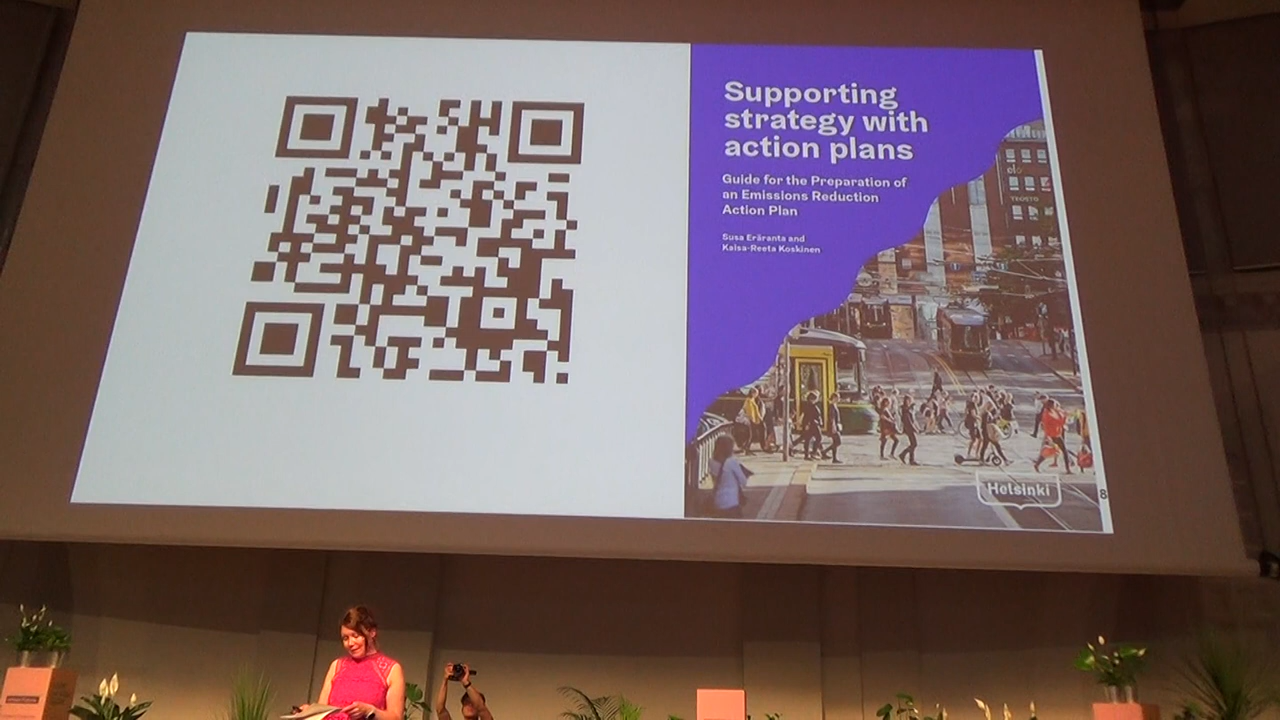 Supporting
strategy with
action plans
Guide for the Preparation of
an Emissions Reduction
Action Plan
Susa Eräranta and
Kaisa-Reeta Koskinen
TEOSTO
Helsinki
8